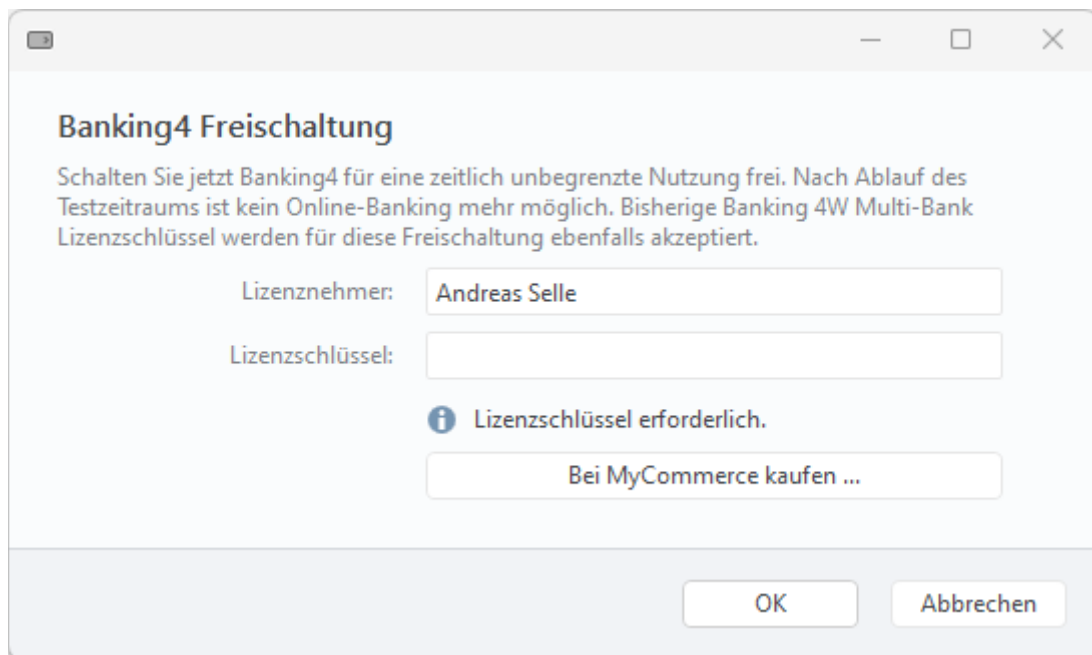 Banking4 Freischaltung
Schalten Sie jetzt Banking4 für eine zeitlich unbegrenzte Nutzung frei. Nach Ablauf des
Testzeitraums ist kein Online-Banking mehr möglich. Bisherige Banking 4W Multi-Bank
Lizenzschlüssel werden für diese Freischaltung ebenfalls akzeptiert.
Lizenznehmer: Andreas Selle
Lizenzschlüssel:
Lizenzschlüssel erforderlich.
Bei MyCommerce kaufen ...
OK Abbrechen